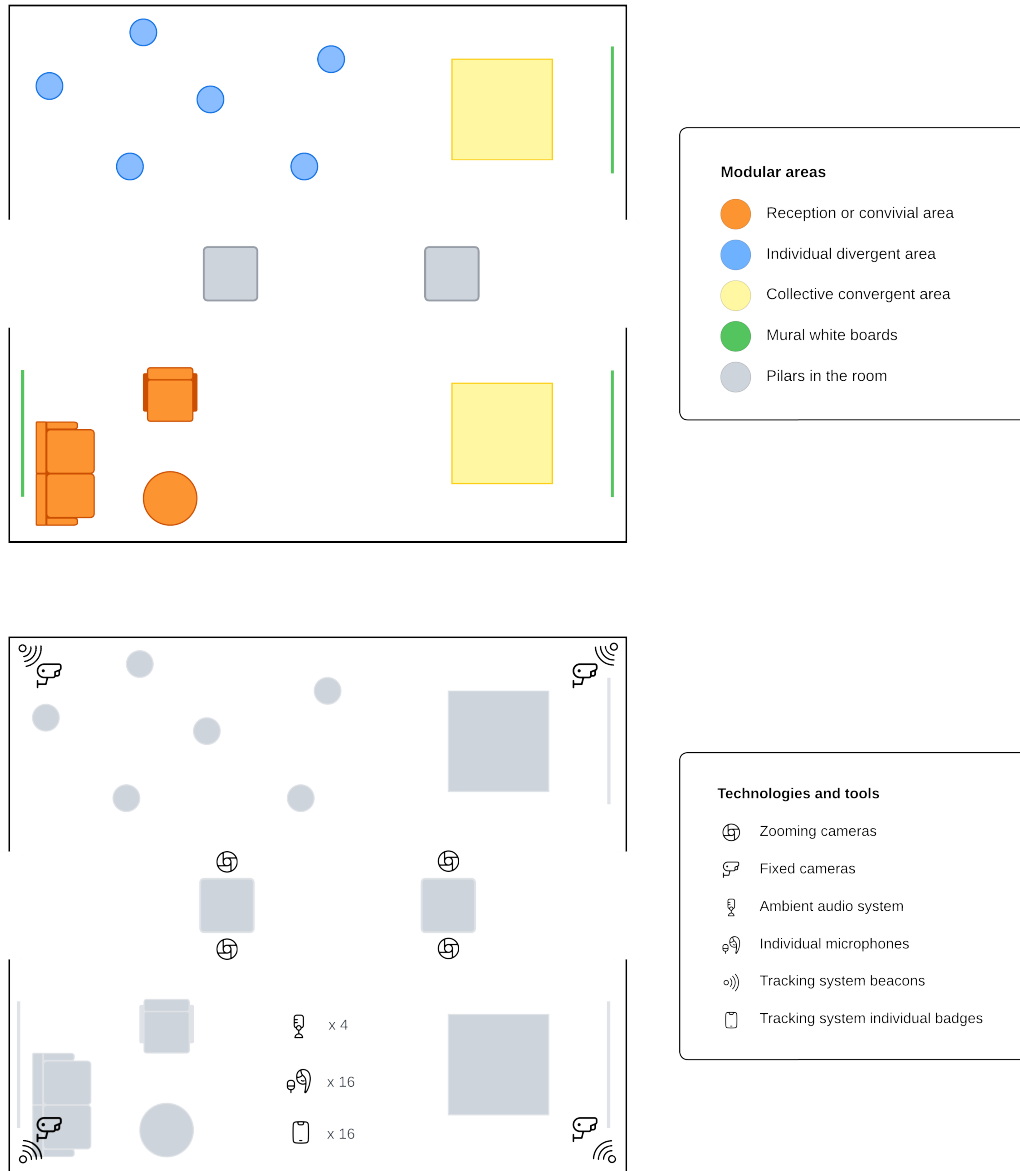 Modular areas
Reception or convivial area
Individual divergent area
Collective convergent area
Mural white boards
Pilars in the room
Technologies and tools
Zooming cameras
Fixed cameras
Ambient audio system
Individual microphones
Tracking system beacons
Tracking system individual badges
x 4
x 16
x 16